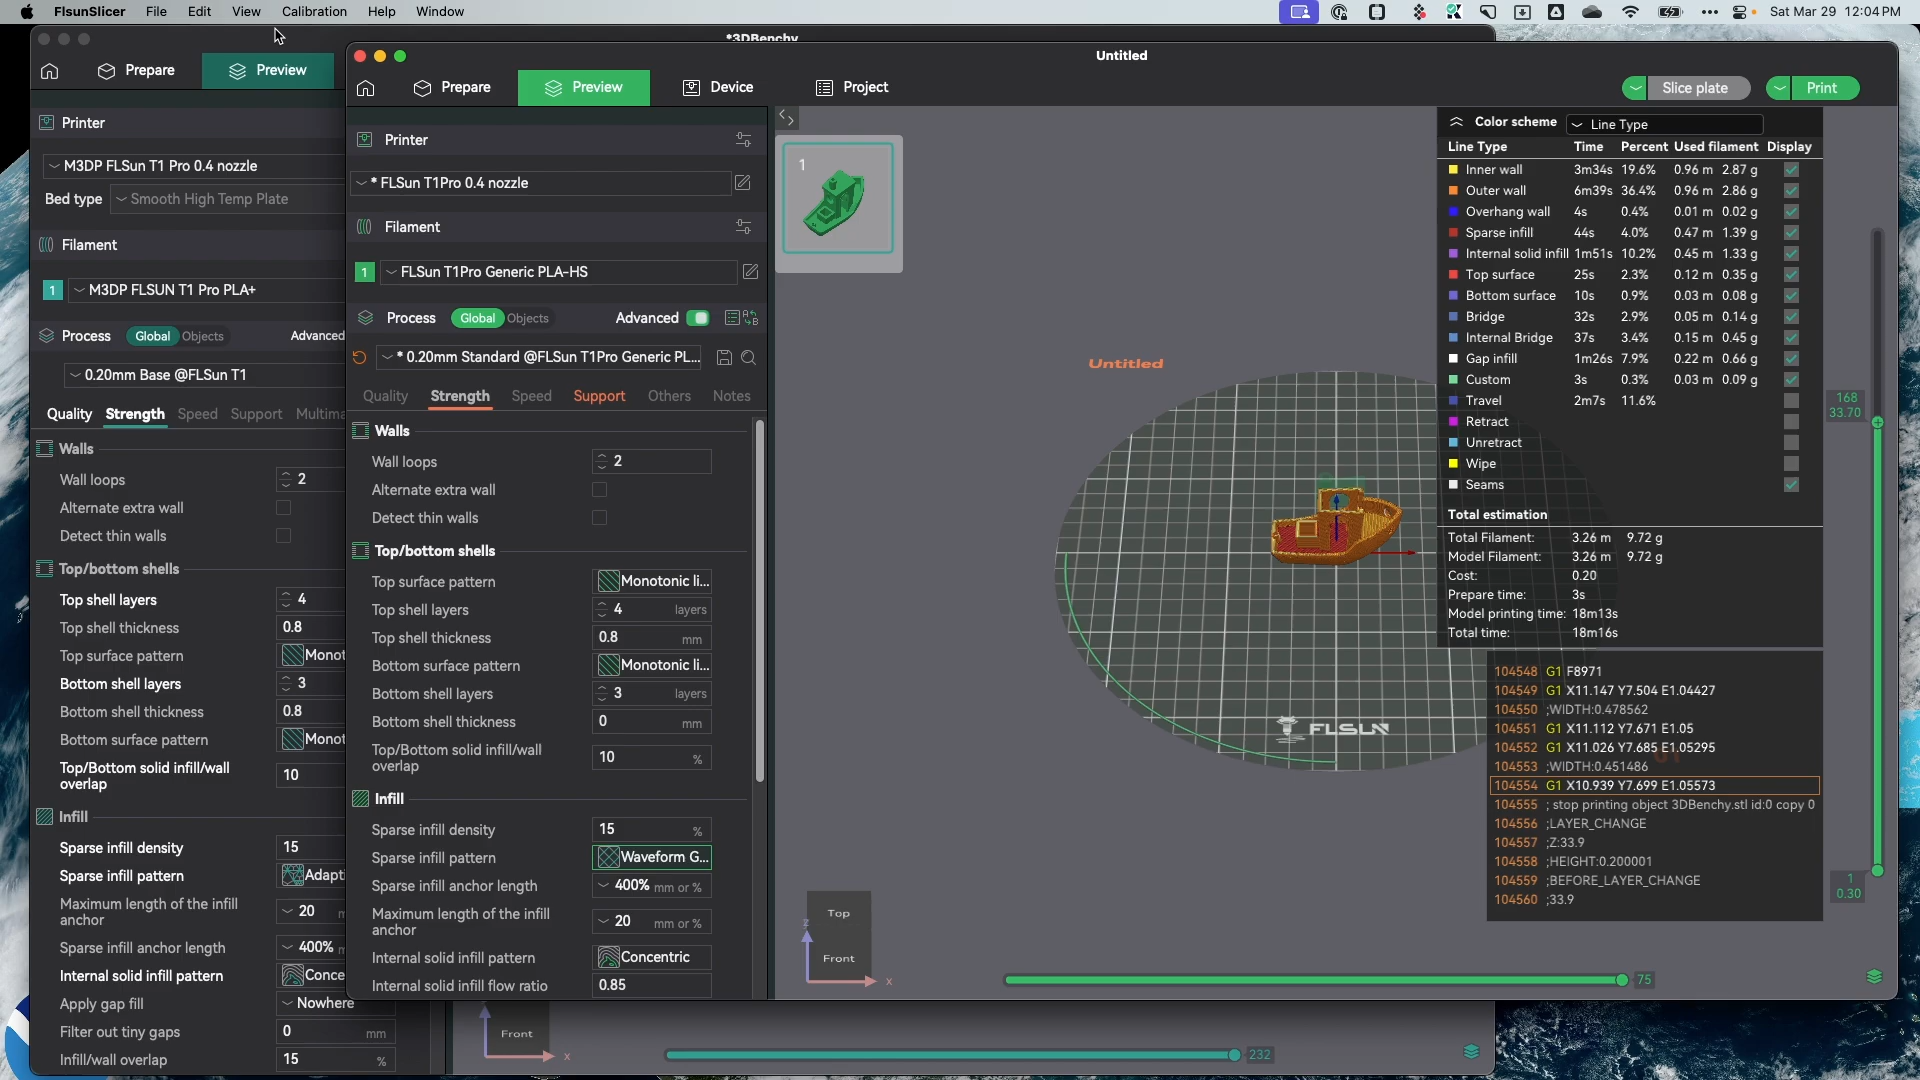 FlsunSlicer File Edit View Calibration Help Window
Sat Mar 29 12:04 PM
*3DBenchy
Prepare
Preview
Printer
M3DP FLSun T1 Pro 0.4 nozzle
Bed type
Smooth High Temp Plate
Filament
1
M3DP FLSUN T1 Pro PLA+
Process
Global
Objects
Advanced
0.20mm Base @FLSun T1
Quality
Strength
Speed
Support
Walls
Wall loops
2
Alternate extra wall
Detect thin walls
Top/bottom shells
Top shell layers
4
Top shell thickness
0.8
Top surface pattern
Bottom shell layers
3
Bottom shell thickness
0.8
Bottom surface pattern
Top/Bottom solid infill/wall
overlap
10
Infill
Sparse infill density
15
Sparse infill pattern
Maximum length of the infill
anchor
20
Sparse infill anchor length
400%
Internal solid infill pattern
Apply gap fill
Nowhere
Filter out tiny gaps
0 mm
Infill/wall overlap
15 %
Front
x
232
Untitled
Prepare
Preview
Device
Project
Slice plate
Print
Printer
* FLSun T1Pro 0.4 nozzle
Filament
1
FLSun T1Pro Generic PLA-HS
Process
Global
Objects
Advanced
* 0.20mm Standard @FLSun T1Pro Generic PL...
Quality
Strength
Speed
Support
Others
Notes
Walls
Wall loops
2
Alternate extra wall
Detect thin walls
Top/bottom shells
Top surface pattern
Monotonic li...
Top shell layers
4 layers
Top shell thickness
0.8 mm
Bottom surface pattern
Monotonic li...
Bottom shell layers
3 layers
Bottom shell thickness
0 mm
Top/Bottom solid infill/wall
overlap
10 %
Infill
Sparse infill density
15 %
Sparse infill pattern
Waveform G...
Sparse infill anchor length
400% mm or %
Maximum length of the infill
anchor
20 mm or %
Internal solid infill pattern
Concentric
Internal solid infill flow ratio
0.85
1
Untitled
FLSUN
Top
Front
z
x
75
Color scheme Line Type
Line Type Time Percent Used filament Display
Inner wall 3m34s 19.6% 0.96 m 2.87 g
Outer wall 6m39s 36.4% 0.96 m 2.86 g
Overhang wall 4s 0.4% 0.01 m 0.02 g
Sparse infill 44s 4.0% 0.47 m 1.39 g
Internal solid infill 1m51s 10.2% 0.45 m 1.33 g
Top surface 25s 2.3% 0.12 m 0.35 g
Bottom surface 10s 0.9% 0.03 m 0.08 g
Bridge 32s 2.9% 0.05 m 0.14 g
Internal Bridge 37s 3.4% 0.15 m 0.45 g
Gap infill 1m26s 7.9% 0.22 m 0.66 g
Custom 3s 0.3% 0.03 m 0.09 g
Travel 2m7s 11.6%
Retract
Unretract
Wipe
Seams
Total estimation
Total Filament: 3.26 m 9.72 g
Model Filament: 3.26 m 9.72 g
Cost: 0.20
Prepare time: 3s
Model printing time: 18m13s
Total time: 18m16s
168
33.70
1
0.30
104548 G1 F8971
104549 G1 X11.147 Y7.504 E1.04427
104550 ;WIDTH:0.478562
104551 G1 X11.112 Y7.671 E1.05
104552 G1 X11.026 Y7.685 E1.05295
104553 ;WIDTH:0.451486
104554 G1 X10.939 Y7.699 E1.05573
104555 ; stop printing object 3DBenchy.stl id:0 copy 0
104556 ;LAYER_CHANGE
104557 ;Z:33.9
104558 ;HEIGHT:0.200001
104559 ;BEFORE_LAYER_CHANGE
104560 ;33.9